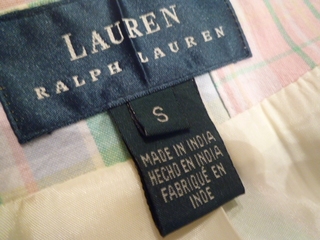 LAUREN
RALPH LAUREN
S
MADE IN INDIA
HECHO EN INDIA
FABRIQUÉ EN
INDE